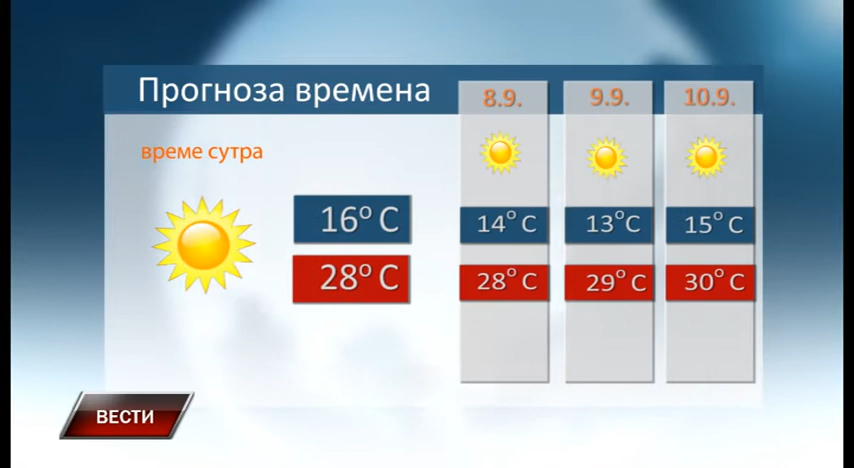 Прогноза времена
време сутра
16° C
28° C
8.9.
14° C
28° C
9.9.
13°C
29° C
10.9.
15° C
30° C
ВЕСТИ